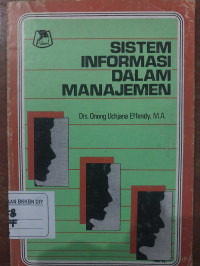 SISTEM
INFORMASI
DALAM
MANAJEMEN
Drs. Onong Uchjana Effendy, M.A.